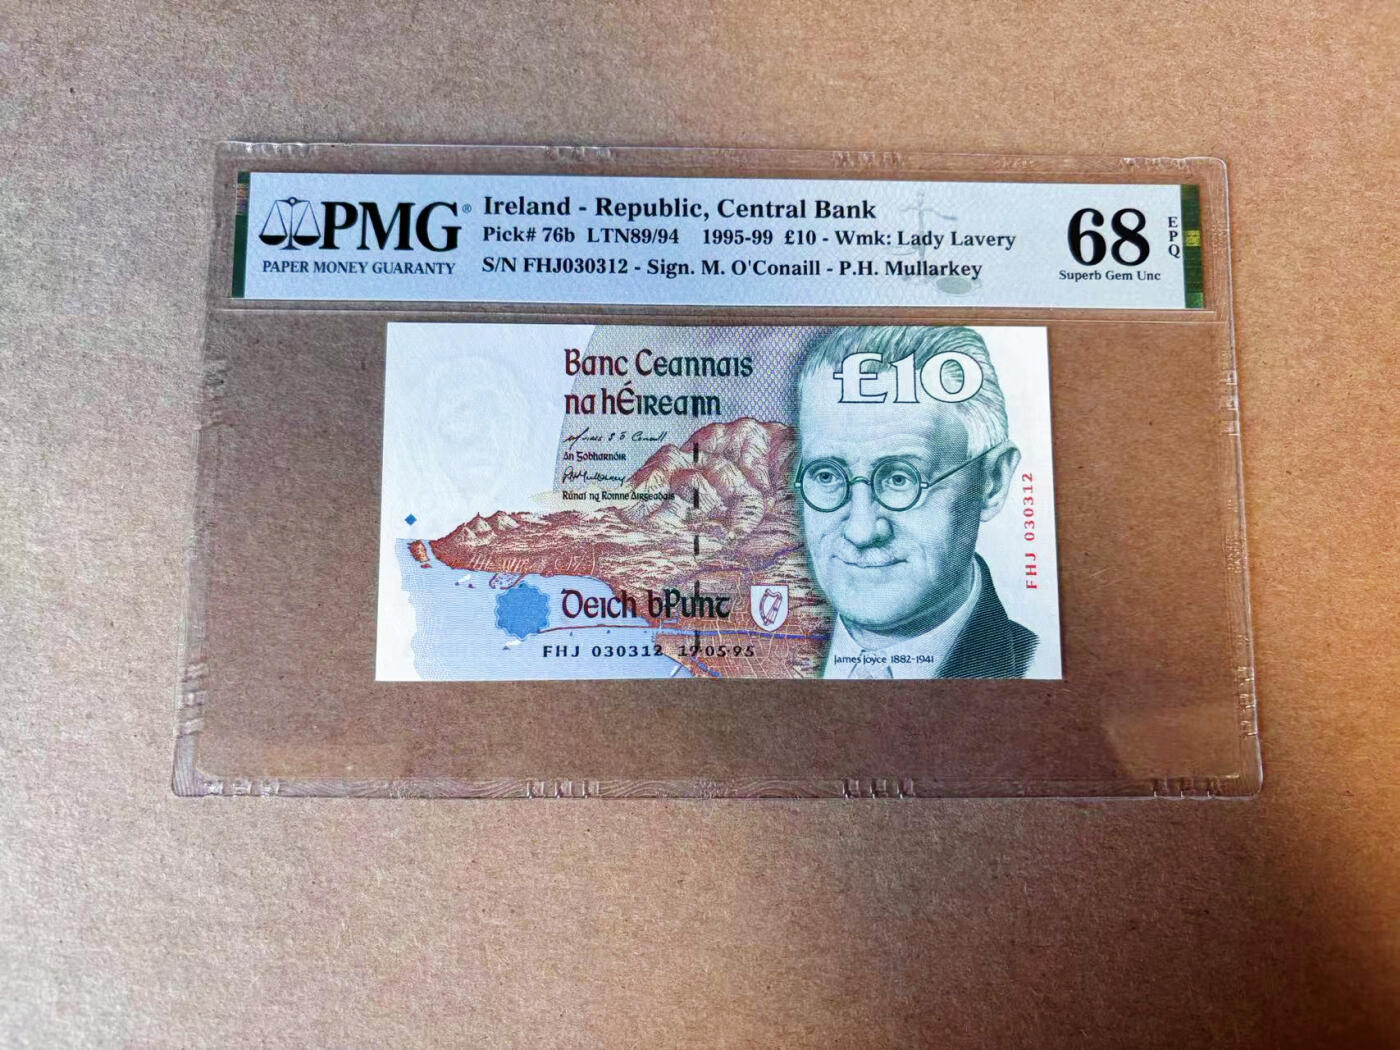 PMG®
PAPER MONEY GUARANTY
Ireland - Republic, Central Bank
Pick# 76b LTN89/94 1995-99 £10 - Wmk: Lady Lavery
S/N FHJ030312 - Sign. M. O'Conaill - P.H. Mullarkey
68
EPQ
Superb Gem Unc
Banc Ceannais
na hÉireann
£10
An Gobharnóir
Rúnaí na Roinne Airgeadais
FHJ 030312
Deich bPunt
FHJ 030312 17·05·95
James Joyce 1882-1941